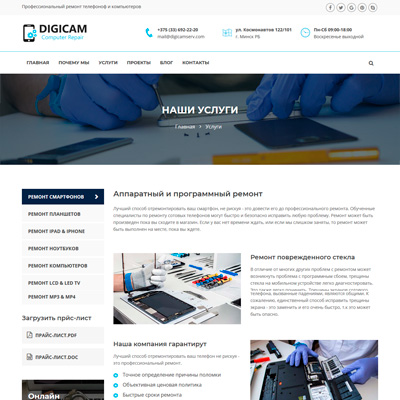 Профессиональный ремонт телефоноф и компьютеров
DIGICAM
Computer Repair
+375 (33) 692-22-20
mail@digicamserv.com
ул. Космонавтов 122/101
г. Минск РБ
Пн-Сб 09:00-18:00
Воскресенье выходной
ГЛАВНАЯ ПОЧЕМУ МЫ УСЛУГИ ПРОЕКТЫ БЛОГ КОНТАКТЫ
НАШИ УСЛУГИ
Главная > Услуги
РЕМОНТ СМАРТФОНОВ
РЕМОНТ ПЛАНШЕТОВ
РЕМОНТ IPAD & IPHONE
РЕМОНТ НОУТБУКОВ
РЕМОНТ КОМПЬЮТЕРОВ
РЕМОНТ LCD & LED TV
РЕМОНТ MP3 & MP4
Загрузить прйс-лист
ПРАЙС-ЛИСТ.PDF
ПРАЙС-ЛИСТ.DOC
Онлайн
Аппаратный и программный ремонт
Лучший способ отремонтировать ваш смартфон, не рискуя - это довести его до профессионального ремонта. Обученные
специалисты по ремонту сотовых телефонов могут быстро и безопасно исправить любую проблему. Ремонт может быть
произведен пока вы сходите в магазин. Если у вас нет времени ждать, или если мы слишком заняты, то ремонт может
быть выполнен на месте, пока вы ждете.
Ремонт поврежденного стекла
В отличие от многих других проблем с ремонтом может
возникнуть проблема с программным сбоем, трещина
стекла на мобильном устройстве легко диагностировать.
телефона, вызванные падениями, являются общими. К
сожалению, единственный способ исправить трещины
экрана - это заменить его, и это то, что может быть
опасно.
Наша компания гарантирут
Лучший способ отремонтировать ваш телефон не рискуя -
это профессиональный ремонт.
Точное определение причины поломки
Объективная ценовая политика
Быстрые сроки ремонта